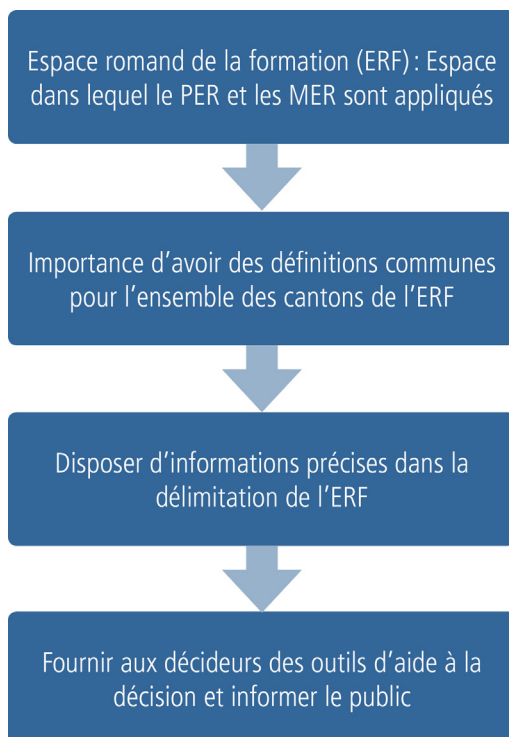 Espace romand de la formation (ERF) : Espace
dans lequel le PER et les MER sont appliqués
Importance d’avoir des définitions communes
pour l’ensemble des cantons de l’ERF
Disposer d’informations précises dans la
délimitation de l’ERF
Fournir aux décideurs des outils d’aide à la
décision et informer le public